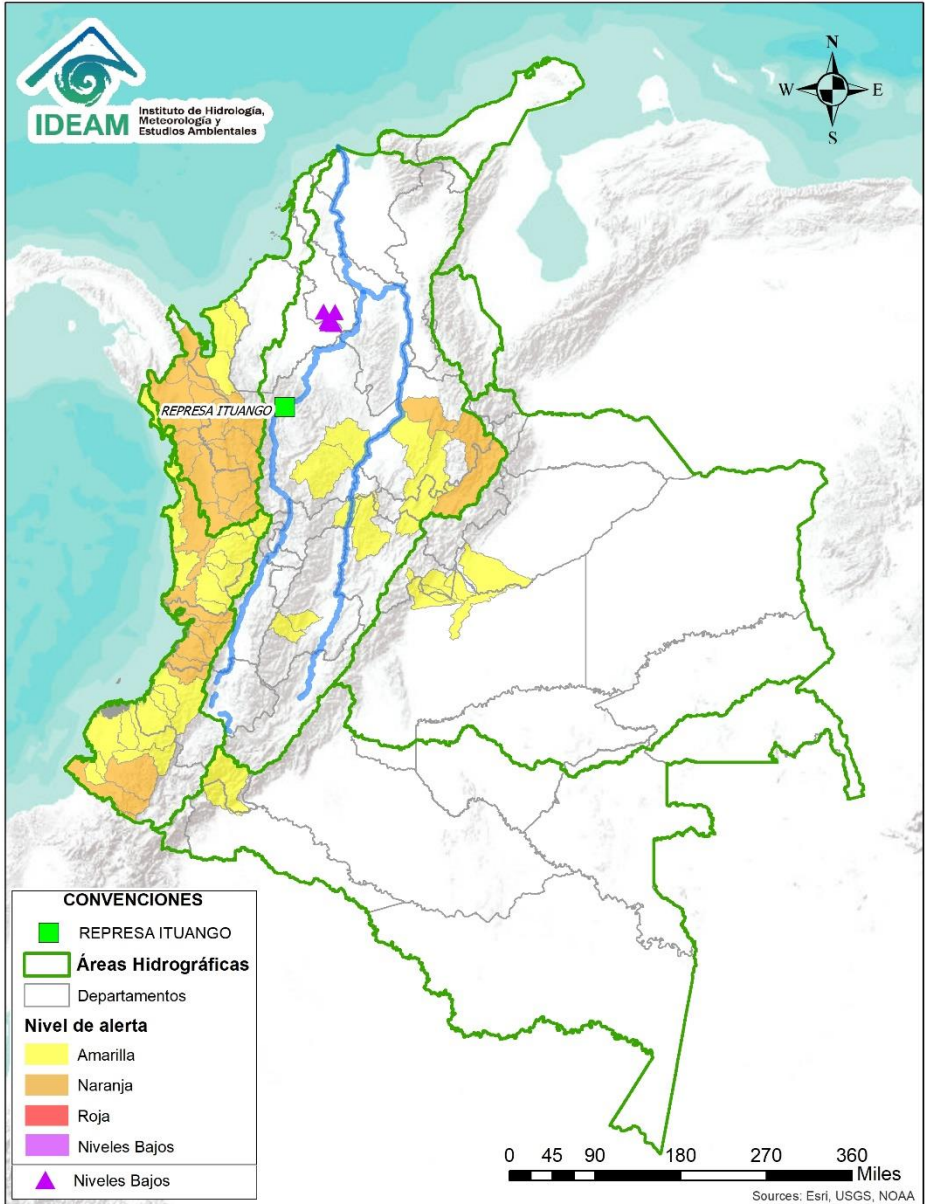 IDEAM
Instituto de Hidrología,
Meteorología y
Estudios Ambientales
N
W
E
S
REPRESA ITUANGO
CONVENCIONES
REPRESA ITUANGO
Áreas Hidrográficas
Departamentos
Nivel de alerta
Amarilla
Naranja
Roja
Niveles Bajos
Niveles Bajos
0 45 90 180 270 360
Miles
Sources: Esri, USGS, NOAA